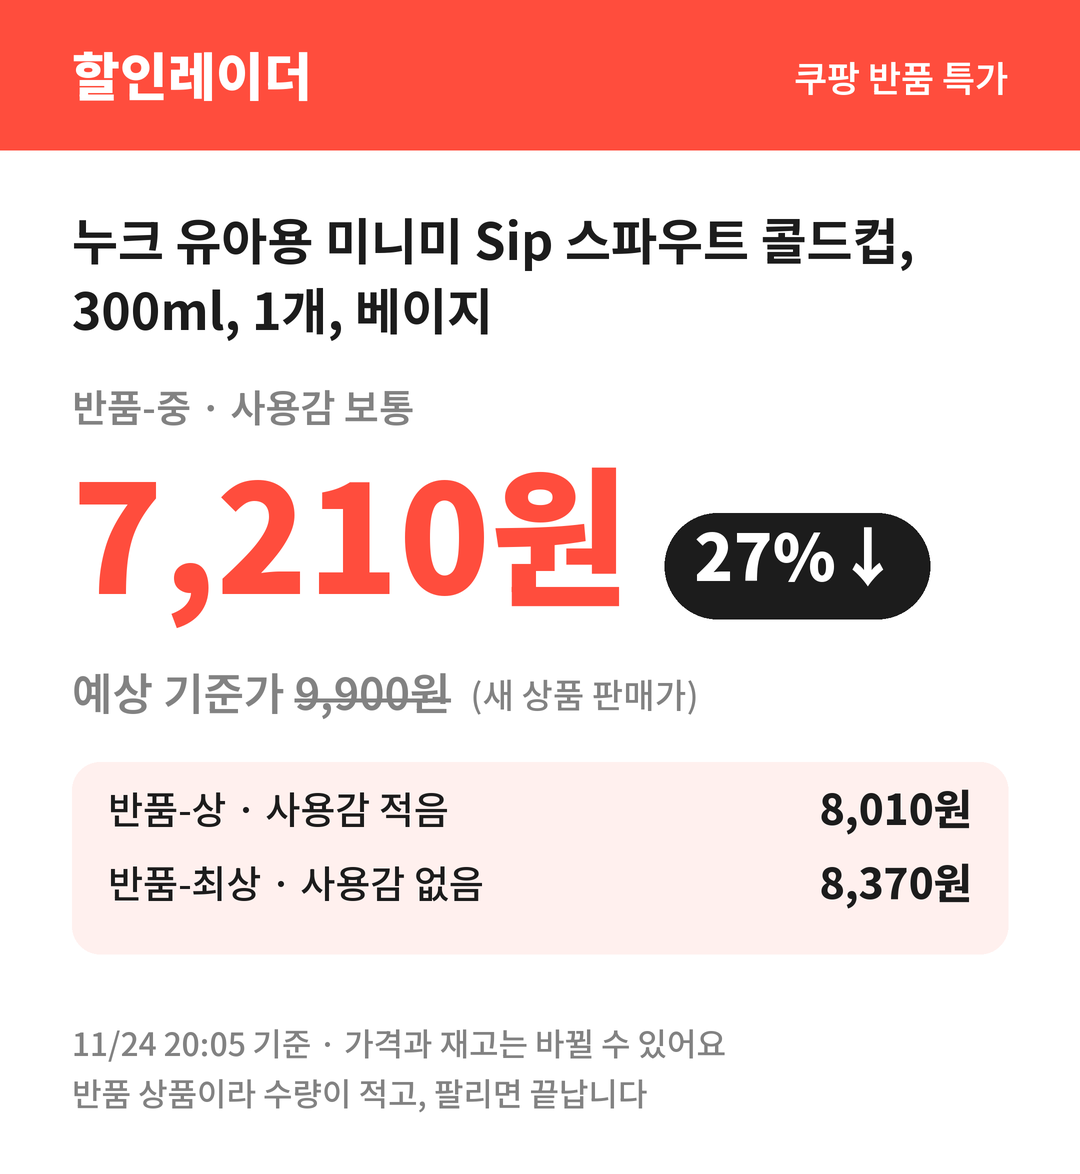 할인레이더
쿠팡 반품 특가
누크 유아용 미니미 Sip 스파우트 콜드컵,
300ml, 1개, 베이지
반품-중 · 사용감 보통
7,210원 27%↓
예상 기준가 9,900원 (새 상품 판매가)
반품-상 · 사용감 적음 8,010원
반품-최상 · 사용감 없음 8,370원
11/24 20:05 기준 · 가격과 재고는 바뀔 수 있어요
반품 상품이라 수량이 적고, 팔리면 끝납니다